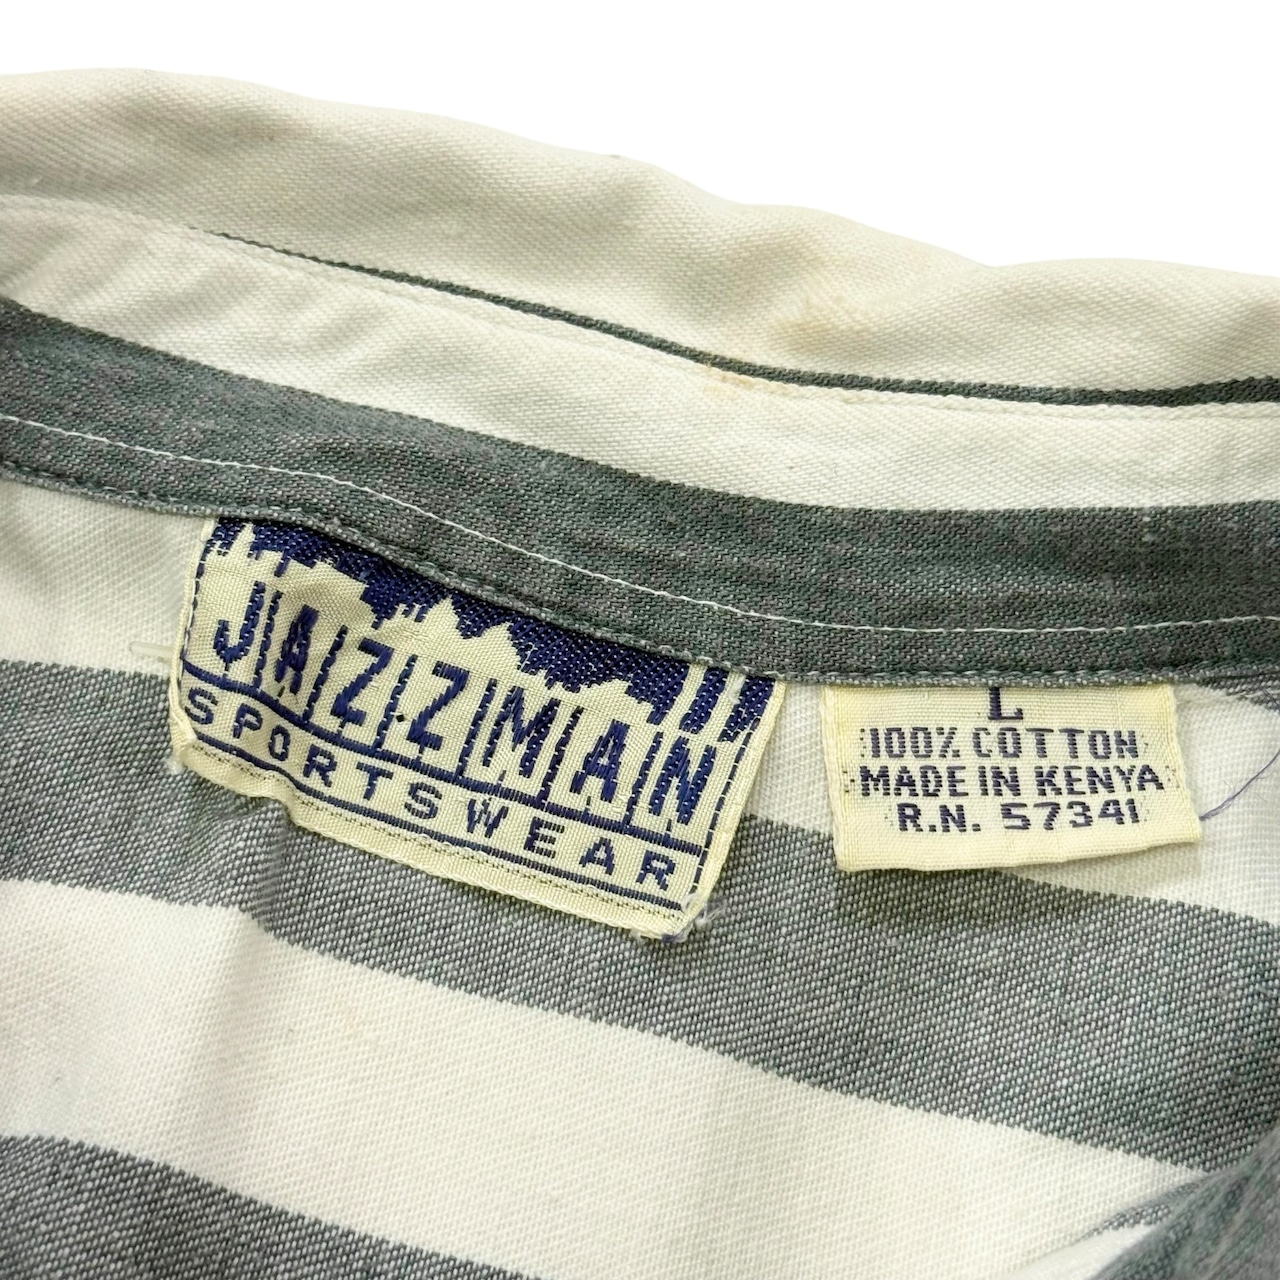 JAZZMAN
SPORTSWEAR
L
100% COTTON
MADE IN KENYA
R.N. 57341